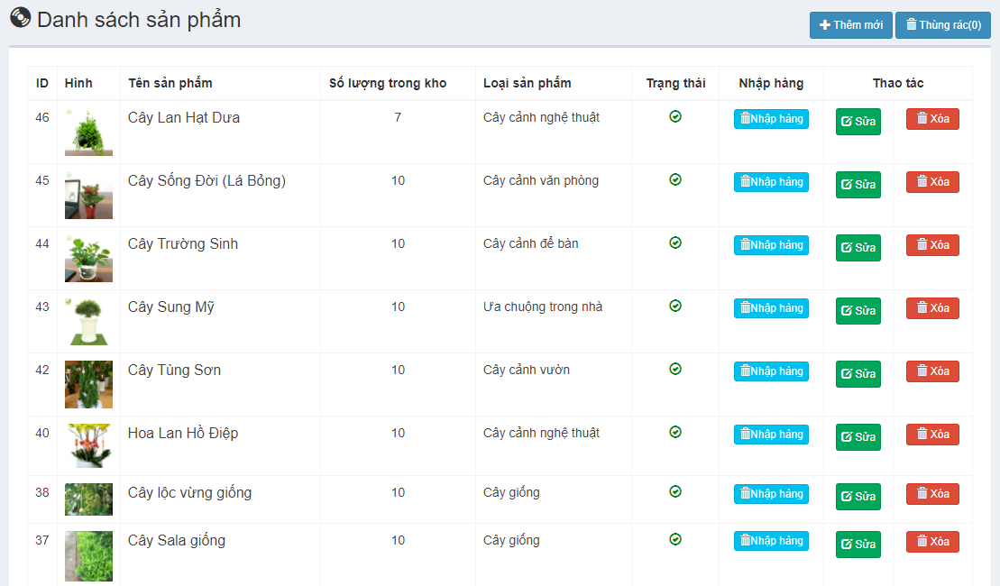 Danh sách sản phẩm
Thêm mới Thùng rác(0)
ID Hình Tên sản phẩm Số lượng trong kho Loại sản phẩm Trạng thái Nhập hàng Thao tác
46 Cây Lan Hạt Dưa 7 Cây cảnh nghệ thuật Nhập hàng Sửa Xóa
45 Cây Sống Đời (Lá Bỏng) 10 Cây cảnh văn phòng Nhập hàng Sửa Xóa
44 Cây Trường Sinh 10 Cây cảnh để bàn Nhập hàng Sửa Xóa
43 Cây Sung Mỹ 10 Ưa chuộng trong nhà Nhập hàng Sửa Xóa
42 Cây Tùng Sơn 10 Cây cảnh vườn Nhập hàng Sửa Xóa
40 Hoa Lan Hồ Điệp 10 Cây cảnh nghệ thuật Nhập hàng Sửa Xóa
38 Cây lộc vừng giống 10 Cây giống Nhập hàng Sửa Xóa
37 Cây Sala giống 10 Cây giống Nhập hàng Sửa Xóa